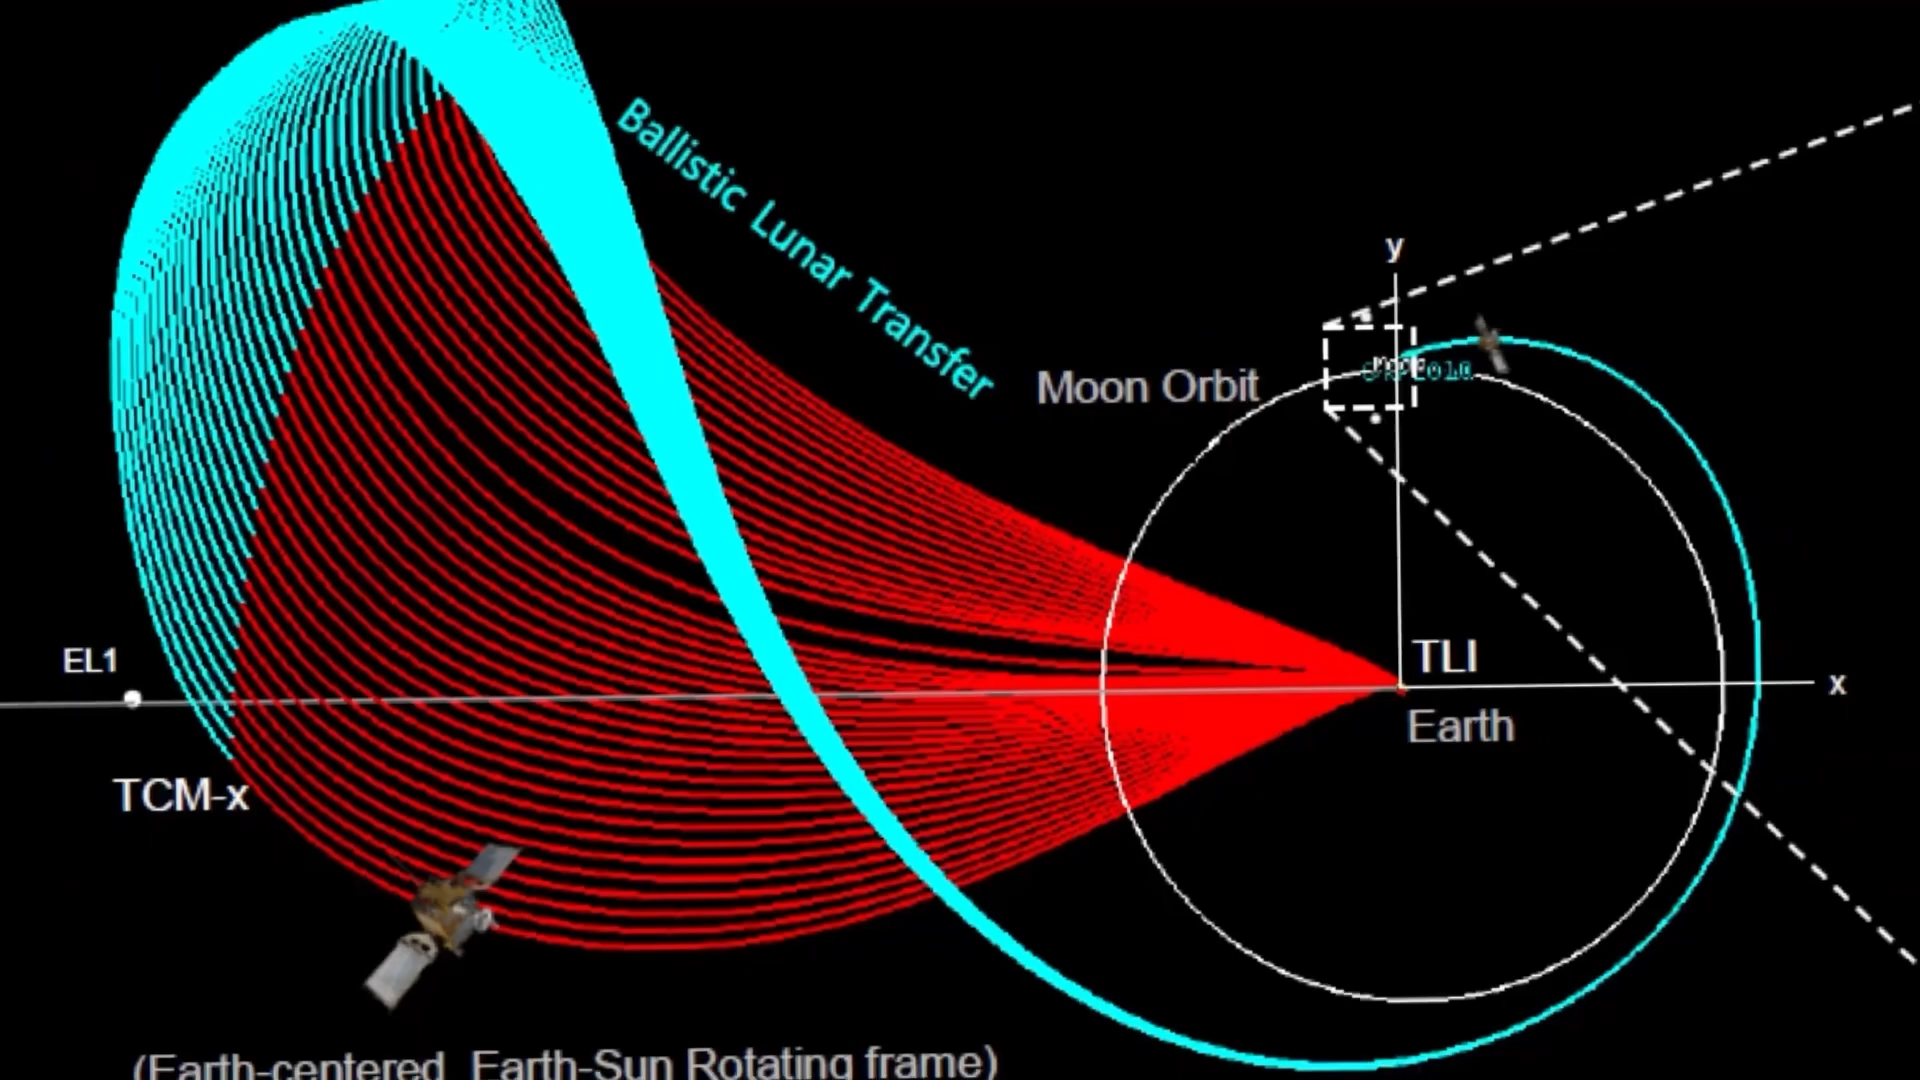 Ballistic Lunar Transfer
y
Moon Orbit
EL1
TLI
x
Earth
TCM-x
(Earth-centered Earth-Sun Rotating frame)